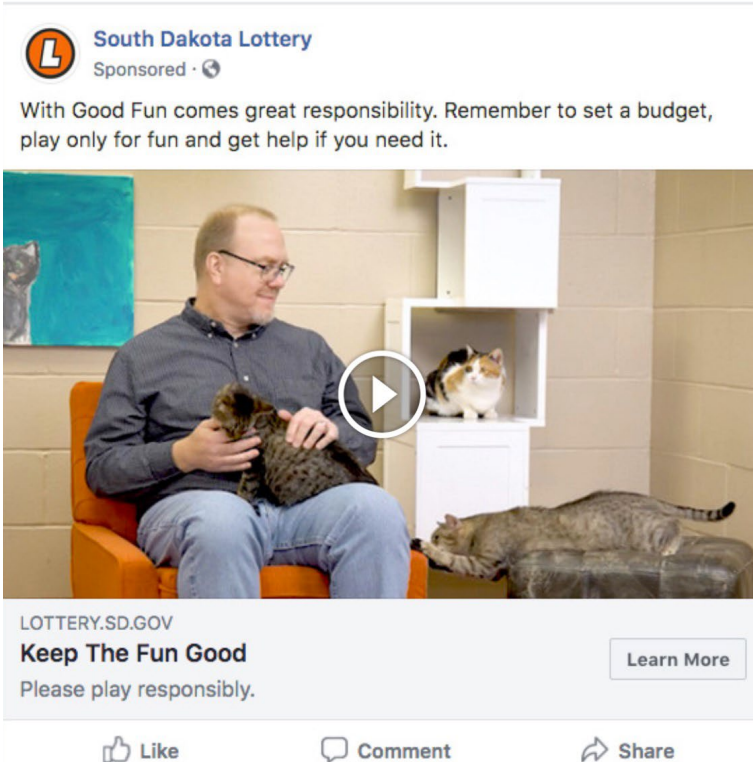 L
South Dakota Lottery
Sponsored ·
With Good Fun comes great responsibility. Remember to set a budget,
play only for fun and get help if you need it.
LOTTERY.SD.GOV
Keep The Fun Good
Learn More
Please play responsibly.
Like
Comment
Share